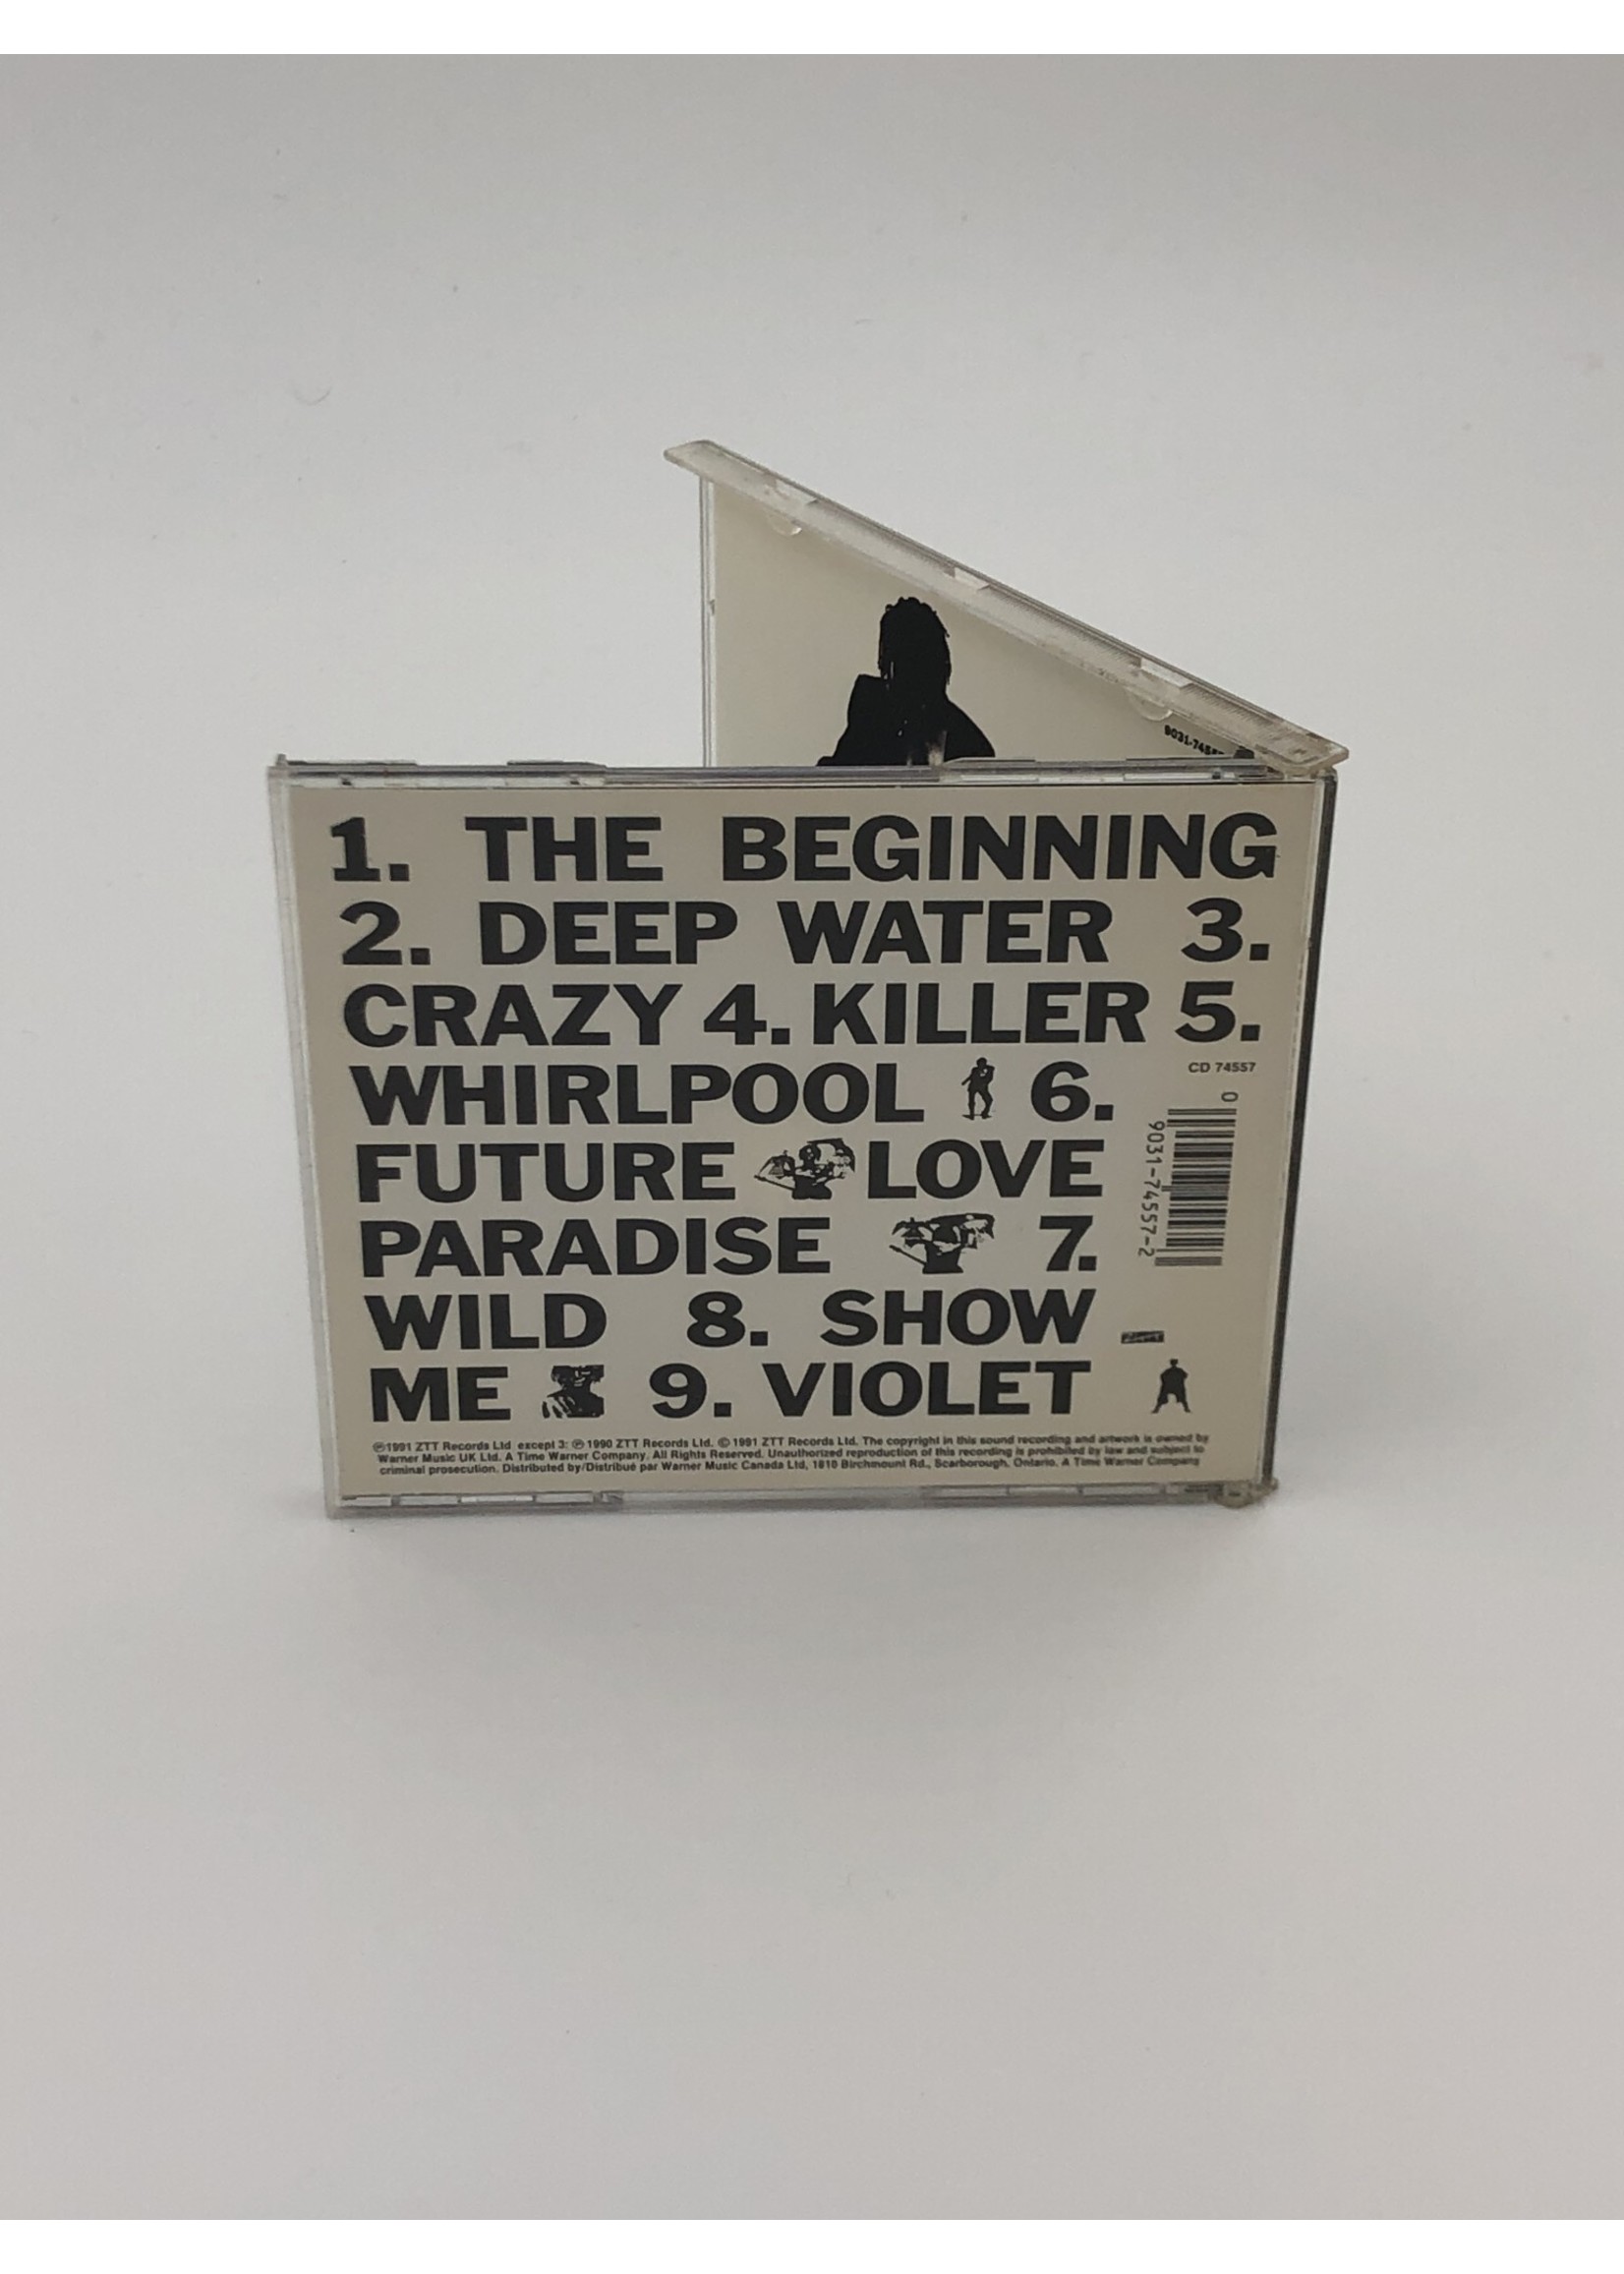 9031-7455
1. THE BEGINNING
2. DEEP WATER 3.
CRAZY 4. KILLER 5.
WHIRLPOOL 6.
FUTURE LOVE
PARADISE 7.
WILD 8. SHOW
ME 9. VIOLET
CD 74557
0
9031-74557-2
℗1991 ZTT Records Ltd except 3: ℗ 1990 ZTT Records Ltd. © 1991 ZTT Records Ltd. The copyright in this sound recording and artwork is owned by
Warner Music UK Ltd. A Time Warner Company. All Rights Reserved. Unauthorized reproduction of this recording is prohibited by law and subject to
criminal prosecution. Distributed by/Distribué par Warner Music Canada Ltd, 1810 Birchmount Rd., Scarborough, Ontario. A Time Warner Company